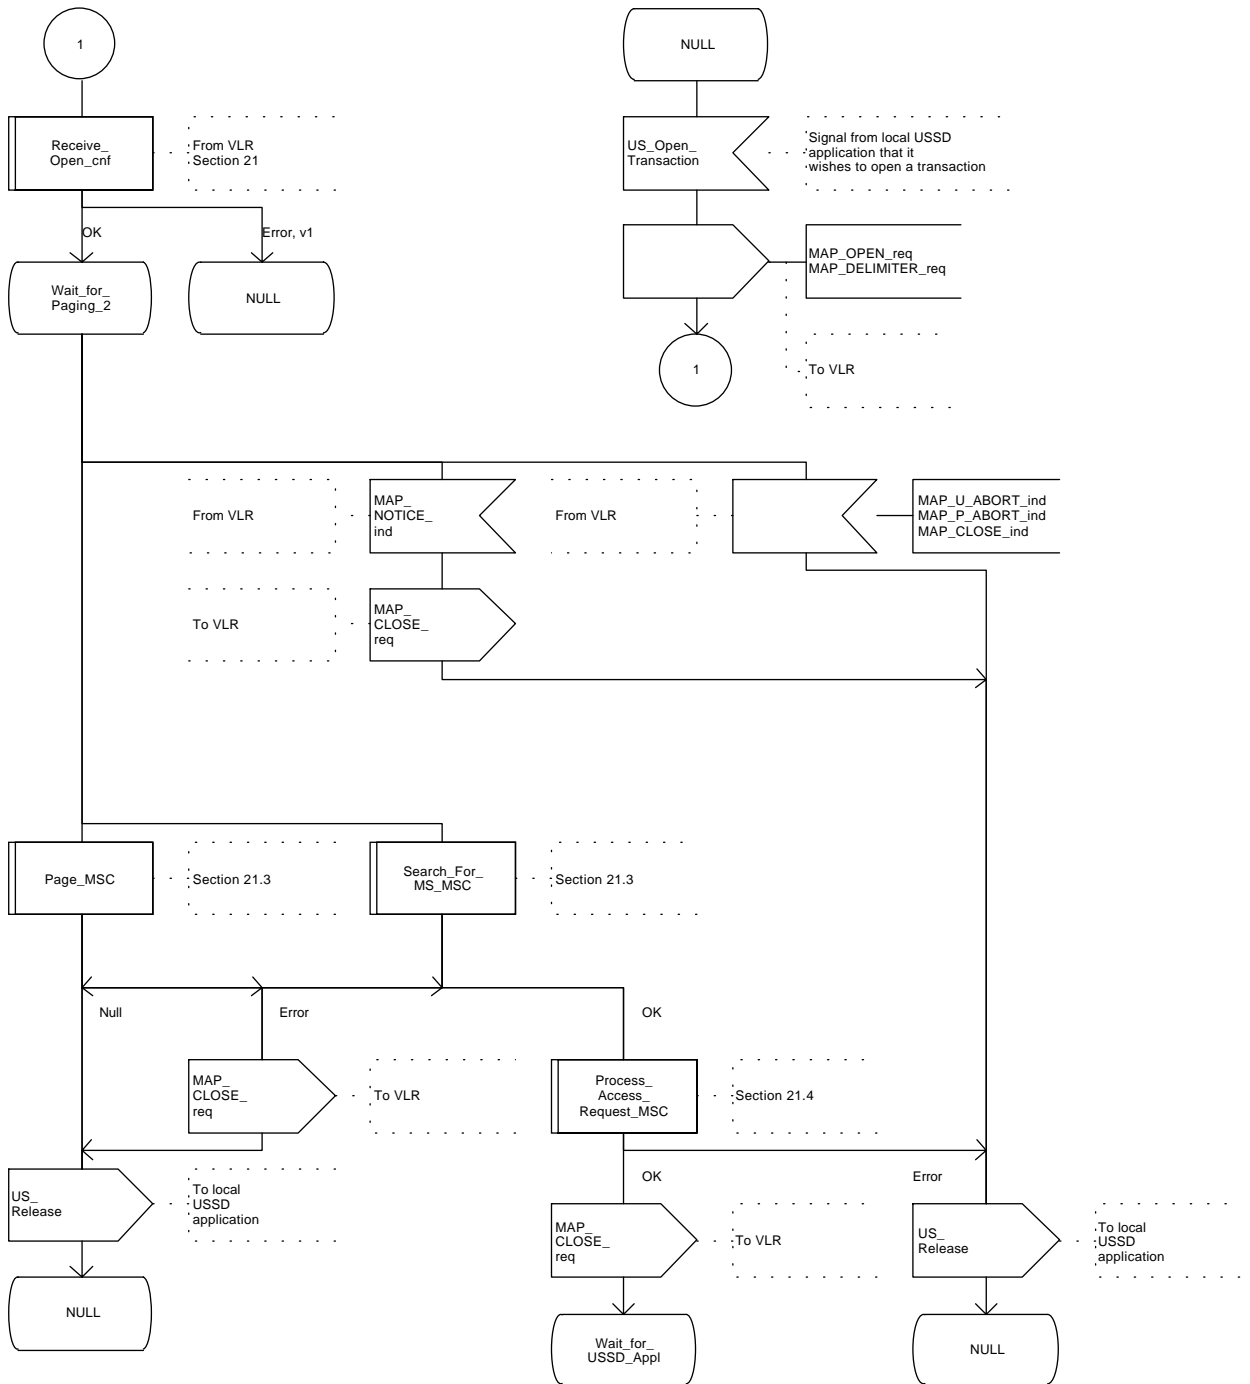 1
NULL
Receive_
Open_cnf
From VLR
Section 21
US_Open_
Transaction
Signal from local USSD
application that it
wishes to open a transaction
OK
Error, v1
MAP_OPEN_req
MAP_DELIMITER_req
Wait_for_
Paging_2
NULL
1
To VLR
From VLR
MAP_
NOTICE_
ind
From VLR
MAP_U_ABORT_ind
MAP_P_ABORT_ind
MAP_CLOSE_ind
To VLR
MAP_
CLOSE_
req
Page_MSC
Section 21.3
Search_For_
MS_MSC
Section 21.3
Null
Error
OK
MAP_
CLOSE_
req
To VLR
Process_
Access_
Request_MSC
Section 21.4
US_
Release
To local
USSD
application
OK
Error
MAP_
CLOSE_
req
To VLR
US_
Release
To local
USSD
application
NULL
Wait_for_
USSD_Appl
NULL